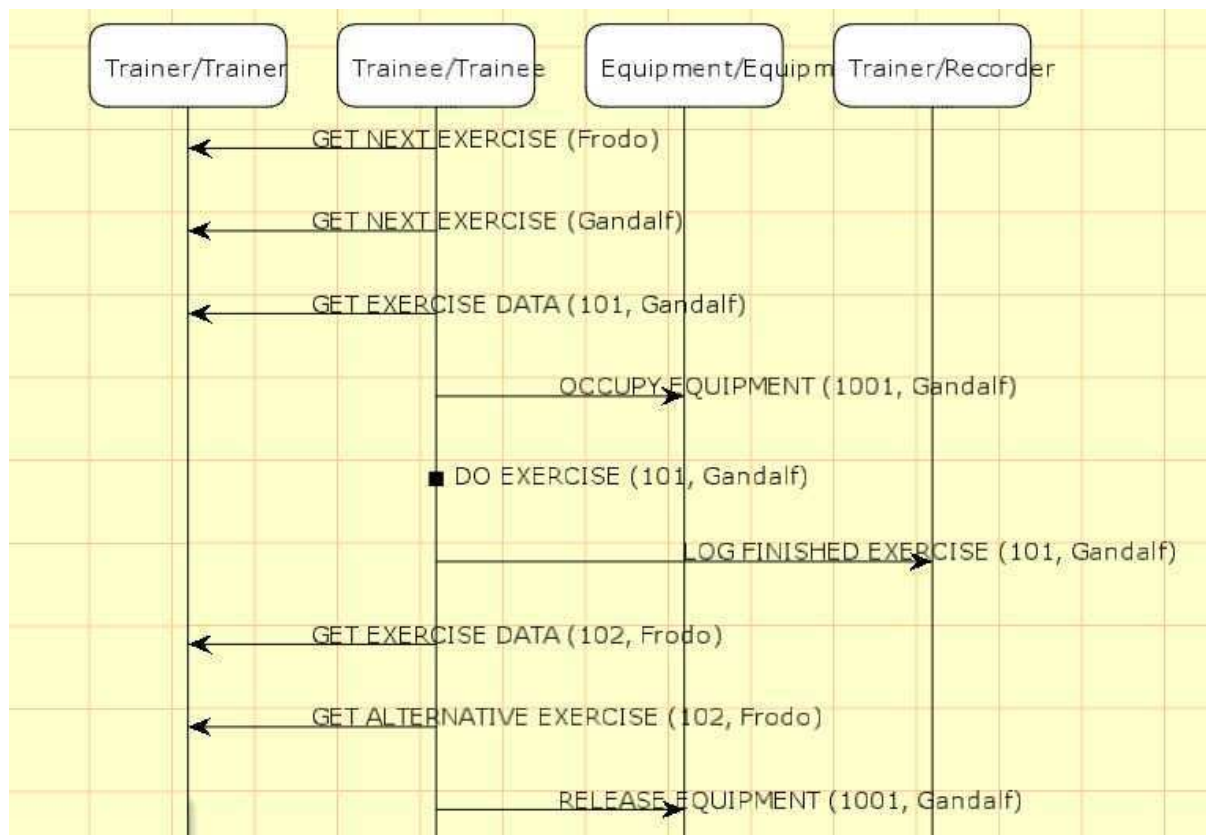 Trainer/Trainer
Trainee/Trainee
Equipment/Equipm
Trainer/Recorder
GET NEXT EXERCISE (Frodo)
GET NEXT EXERCISE (Gandalf)
GET EXERCISE DATA (101, Gandalf)
OCCUPY EQUIPMENT (1001, Gandalf)
DO EXERCISE (101, Gandalf)
LOG FINISHED EXERCISE (101, Gandalf)
GET EXERCISE DATA (102, Frodo)
GET ALTERNATIVE EXERCISE (102, Frodo)
RELEASE EQUIPMENT (1001, Gandalf)